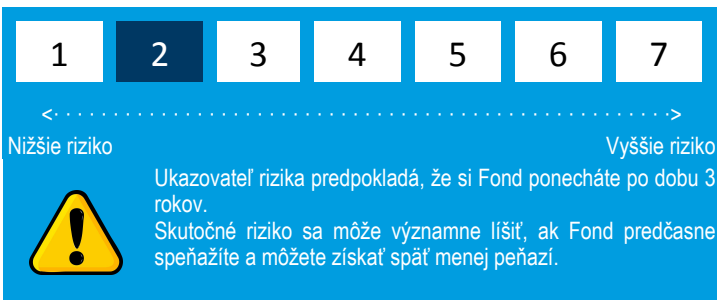 1 2 3 4 5 6 7
Nižšie riziko Vyššie riziko
Ukazovateľ rizika predpokladá, že si Fond ponecháte po dobu 3
rokov.
Skutočné riziko sa môže významne líšiť, ak Fond predčasne
speňažíte a môžete získať späť menej peňazí.